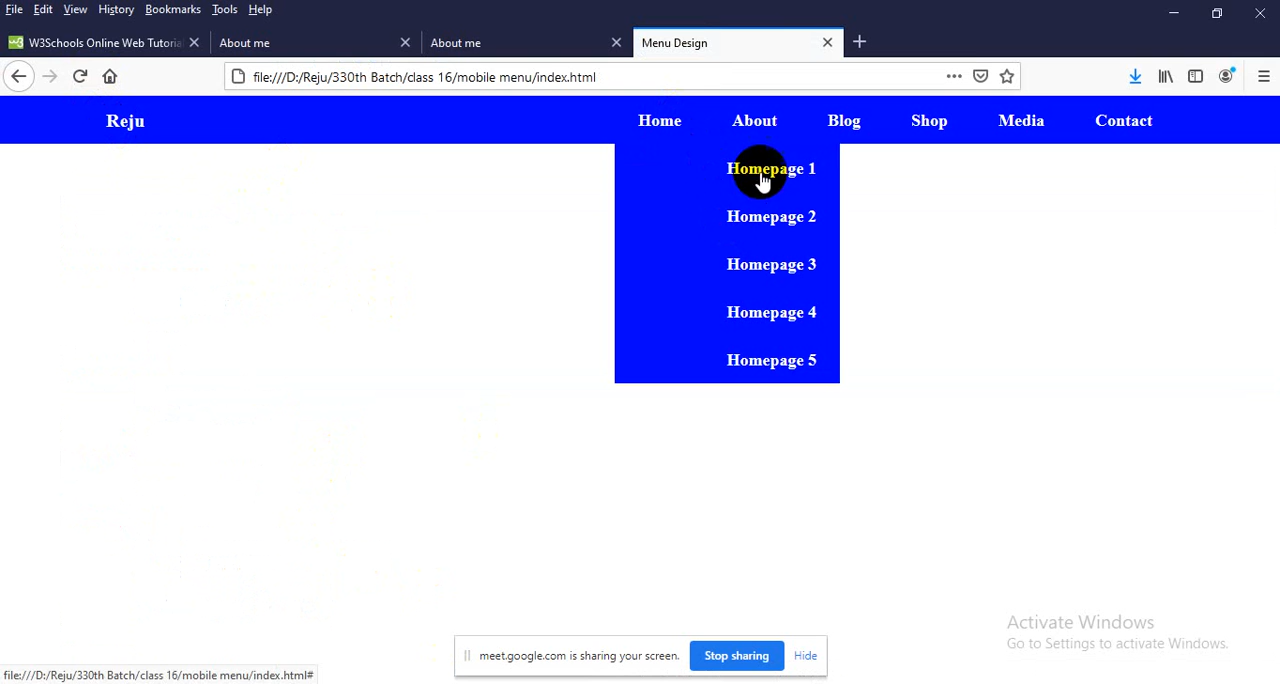 File Edit View History Bookmarks Tools Help
W3Schools Online Web Tutoria
About me
About me
Menu Design
file:///D:/Reju/330th Batch/class 16/mobile menu/index.html
Reju Home About Blog Shop Media Contact
Homepage 1
Homepage 2
Homepage 3
Homepage 4
Homepage 5
Activate Windows
Go to Settings to activate Windows.
meet.google.com is sharing your screen. Stop sharing Hide
file:///D:/Reju/330th Batch/class 16/mobile menu/index.html#